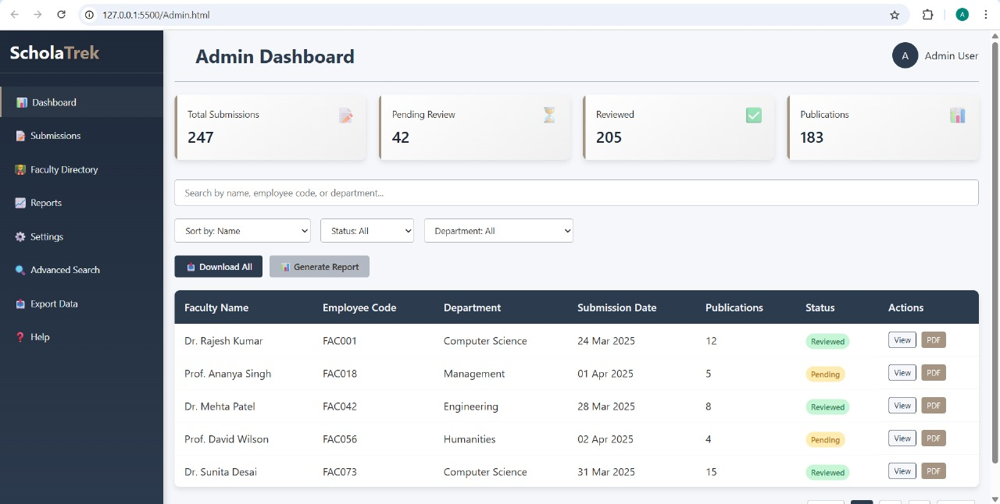 127.0.0.1:5500/Admin.html
A
ScholaTrek
Admin Dashboard
A Admin User
Dashboard
Submissions
Faculty Directory
Reports
Settings
Advanced Search
Export Data
Help
Total Submissions
247
Pending Review
42
Reviewed
205
Publications
183
Search by name, employee code, or department...
Sort by: Name Status: All Department: All
Download All Generate Report
Faculty Name Employee Code Department Submission Date Publications Status Actions
Dr. Rajesh Kumar FAC001 Computer Science 24 Mar 2025 12 Reviewed View PDF
Prof. Ananya Singh FAC018 Management 01 Apr 2025 5 Pending View PDF
Dr. Mehta Patel FAC042 Engineering 28 Mar 2025 8 Reviewed View PDF
Prof. David Wilson FAC056 Humanities 02 Apr 2025 4 Pending View PDF
Dr. Sunita Desai FAC073 Computer Science 31 Mar 2025 15 Reviewed View PDF